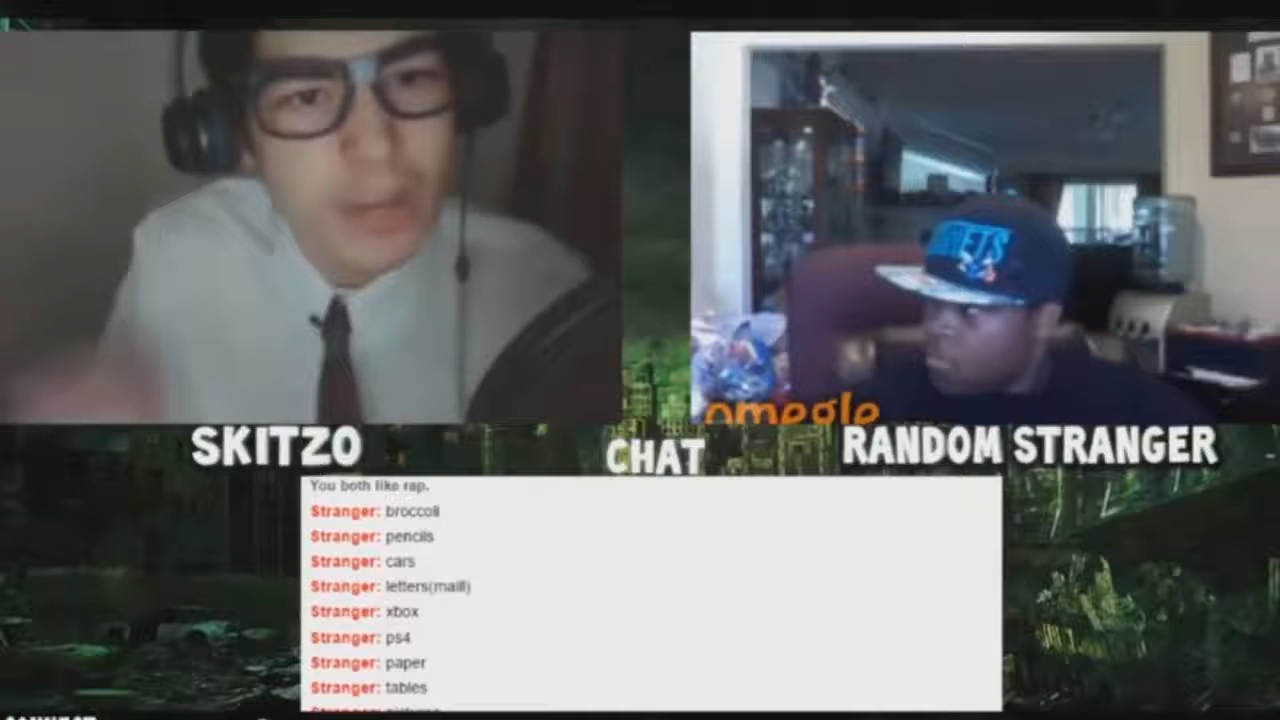 omegle
SKITZO
CHAT
RANDOM STRANGER
You both like rap.
Stranger: broccoli
Stranger: pencils
Stranger: cars
Stranger: letters(maill)
Stranger: xbox
Stranger: ps4
Stranger: paper
Stranger: tables